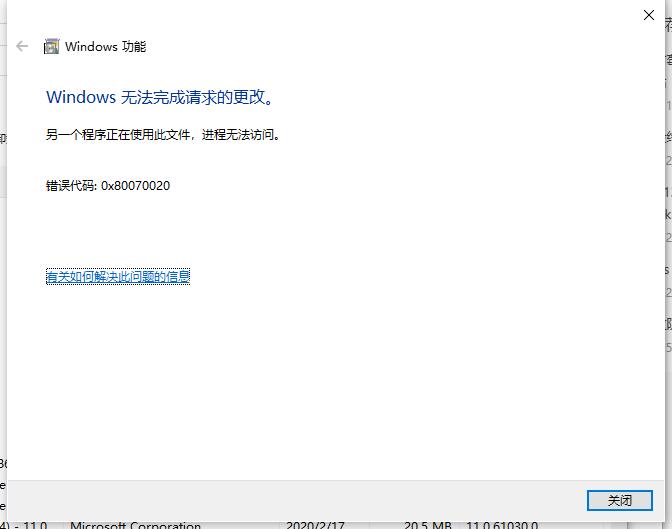 Windows 功能
Windows 无法完成请求的更改。
另一个程序正在使用此文件，进程无法访问。
错误代码: 0x80070020
有关如何解决此问题的信息
关闭
4) - 11.0
Microsoft Corporation
2020/2/17
20.5 MB
11.0.61030.0